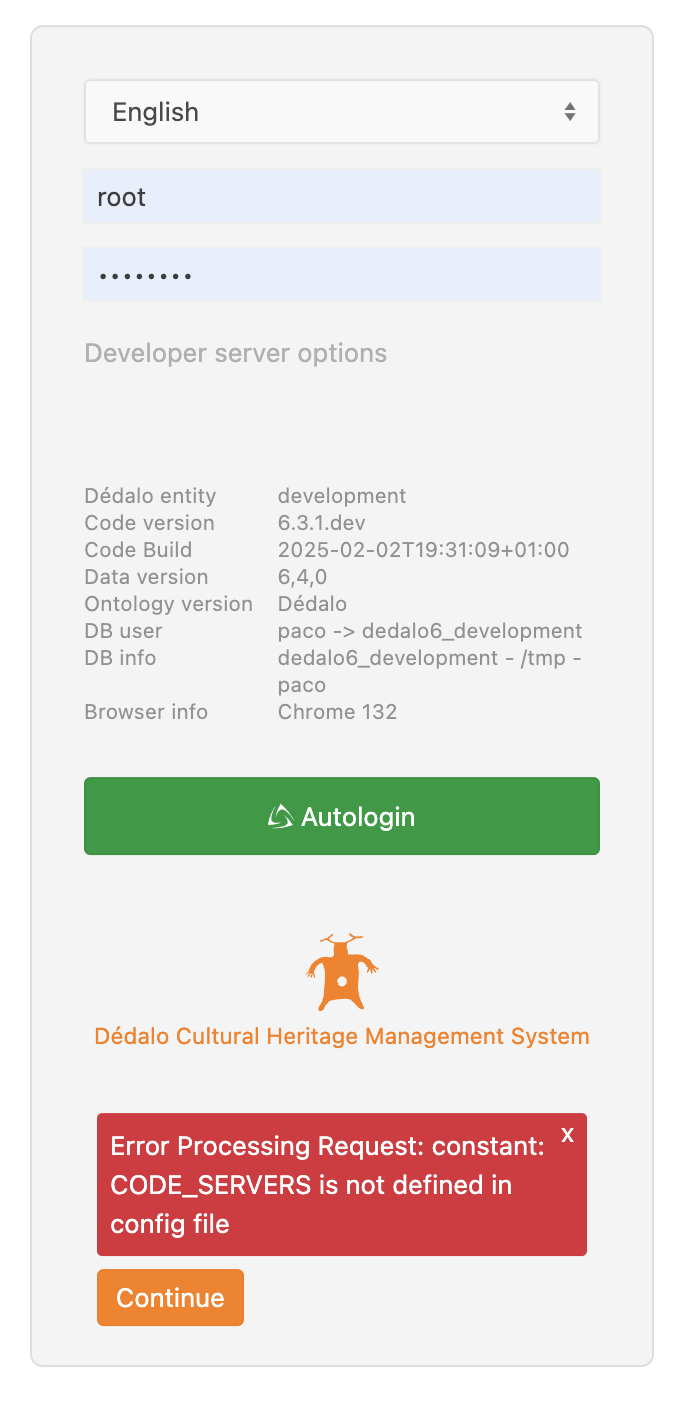 English
root
••••••••
Developer server options
Dédalo entity development
Code version 6.3.1.dev
Code Build 2025-02-02T19:31:09+01:00
Data version 6,4,0
Ontology version Dédalo
DB user paco -> dedalo6_development
DB info dedalo6_development - /tmp -
paco
Browser info Chrome 132
Autologin
Dédalo Cultural Heritage Management System
Error Processing Request: constant: x
CODE_SERVERS is not defined in
config file
Continue